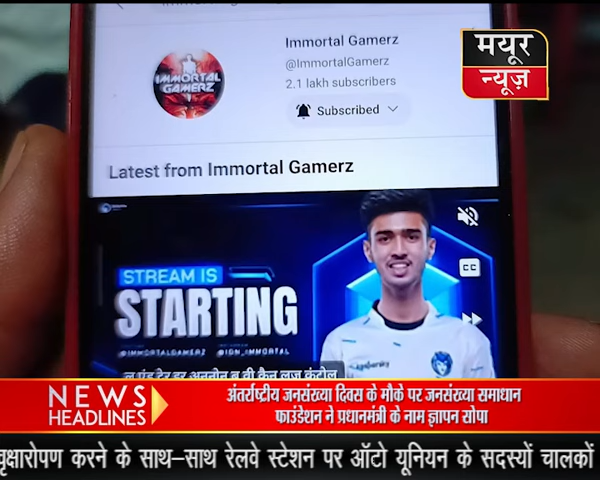 Immortal Gamerz
@ImmortalGamerz
2.1 lakh subscribers
Subscribed
IMMORTAL
GAMERZ
मयूर
न्यूज़
Latest from Immortal Gamerz
STREAM IS
STARTING
@IMMORTALGAMERZ @IGN_IMMORTAL
CC
NEWS
HEADLINES
अंतर्राष्ट्रीय जनसंख्या दिवस के मौके पर जनसंख्या समाधान
फाउंडेशन ने प्रधानमंत्री के नाम ज्ञापन सोपा
वृक्षारोपण करने के साथ–साथ रेलवे स्टेशन पर ऑटो यूनियन के सदस्यों चालकों